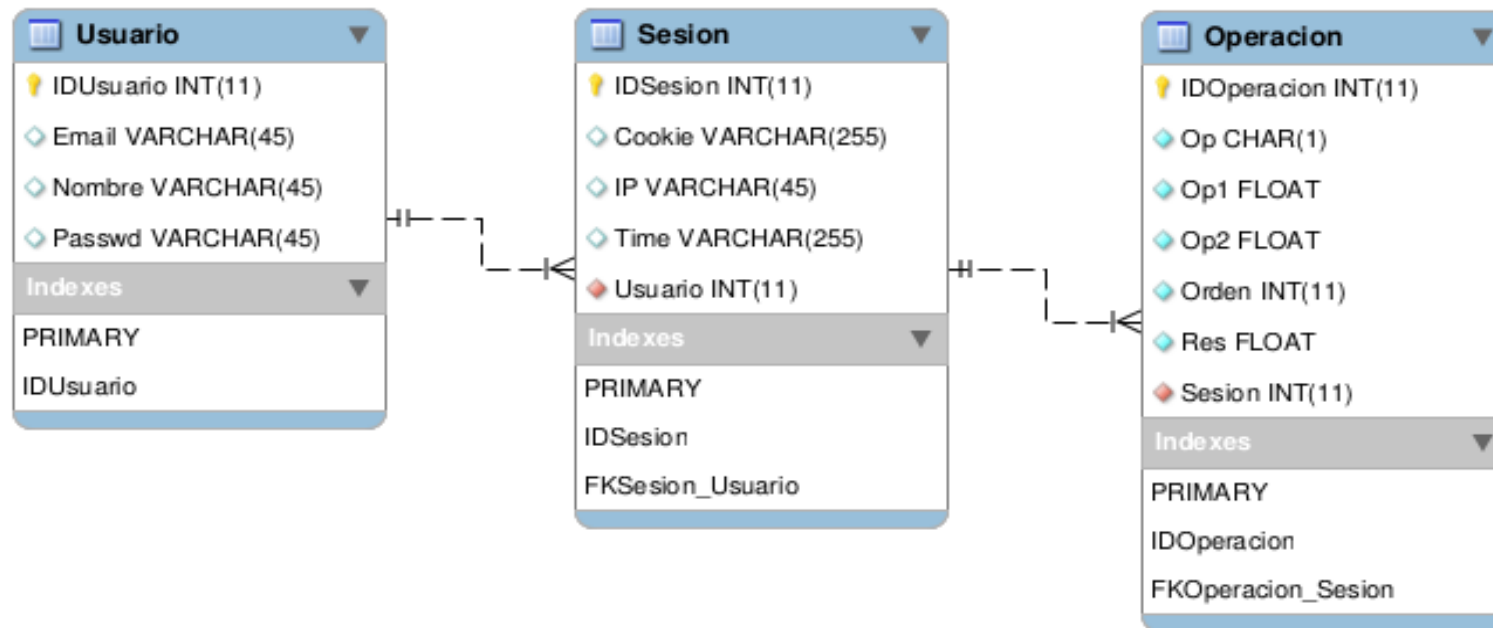 Usuario
IDUsuario INT(11)
Email VARCHAR(45)
Nombre VARCHAR(45)
Passwd VARCHAR(45)
Indexes
PRIMARY
IDUsuario
Sesion
IDSesion INT(11)
Cookie VARCHAR(255)
IP VARCHAR(45)
Time VARCHAR(255)
Usuario INT(11)
Indexes
PRIMARY
IDSesion
FKSesion_Usuario
Operacion
IDOperacion INT(11)
Op CHAR(1)
Op1 FLOAT
Op2 FLOAT
Orden INT(11)
Res FLOAT
Sesion INT(11)
Indexes
PRIMARY
IDOperacion
FKOperacion_Sesion